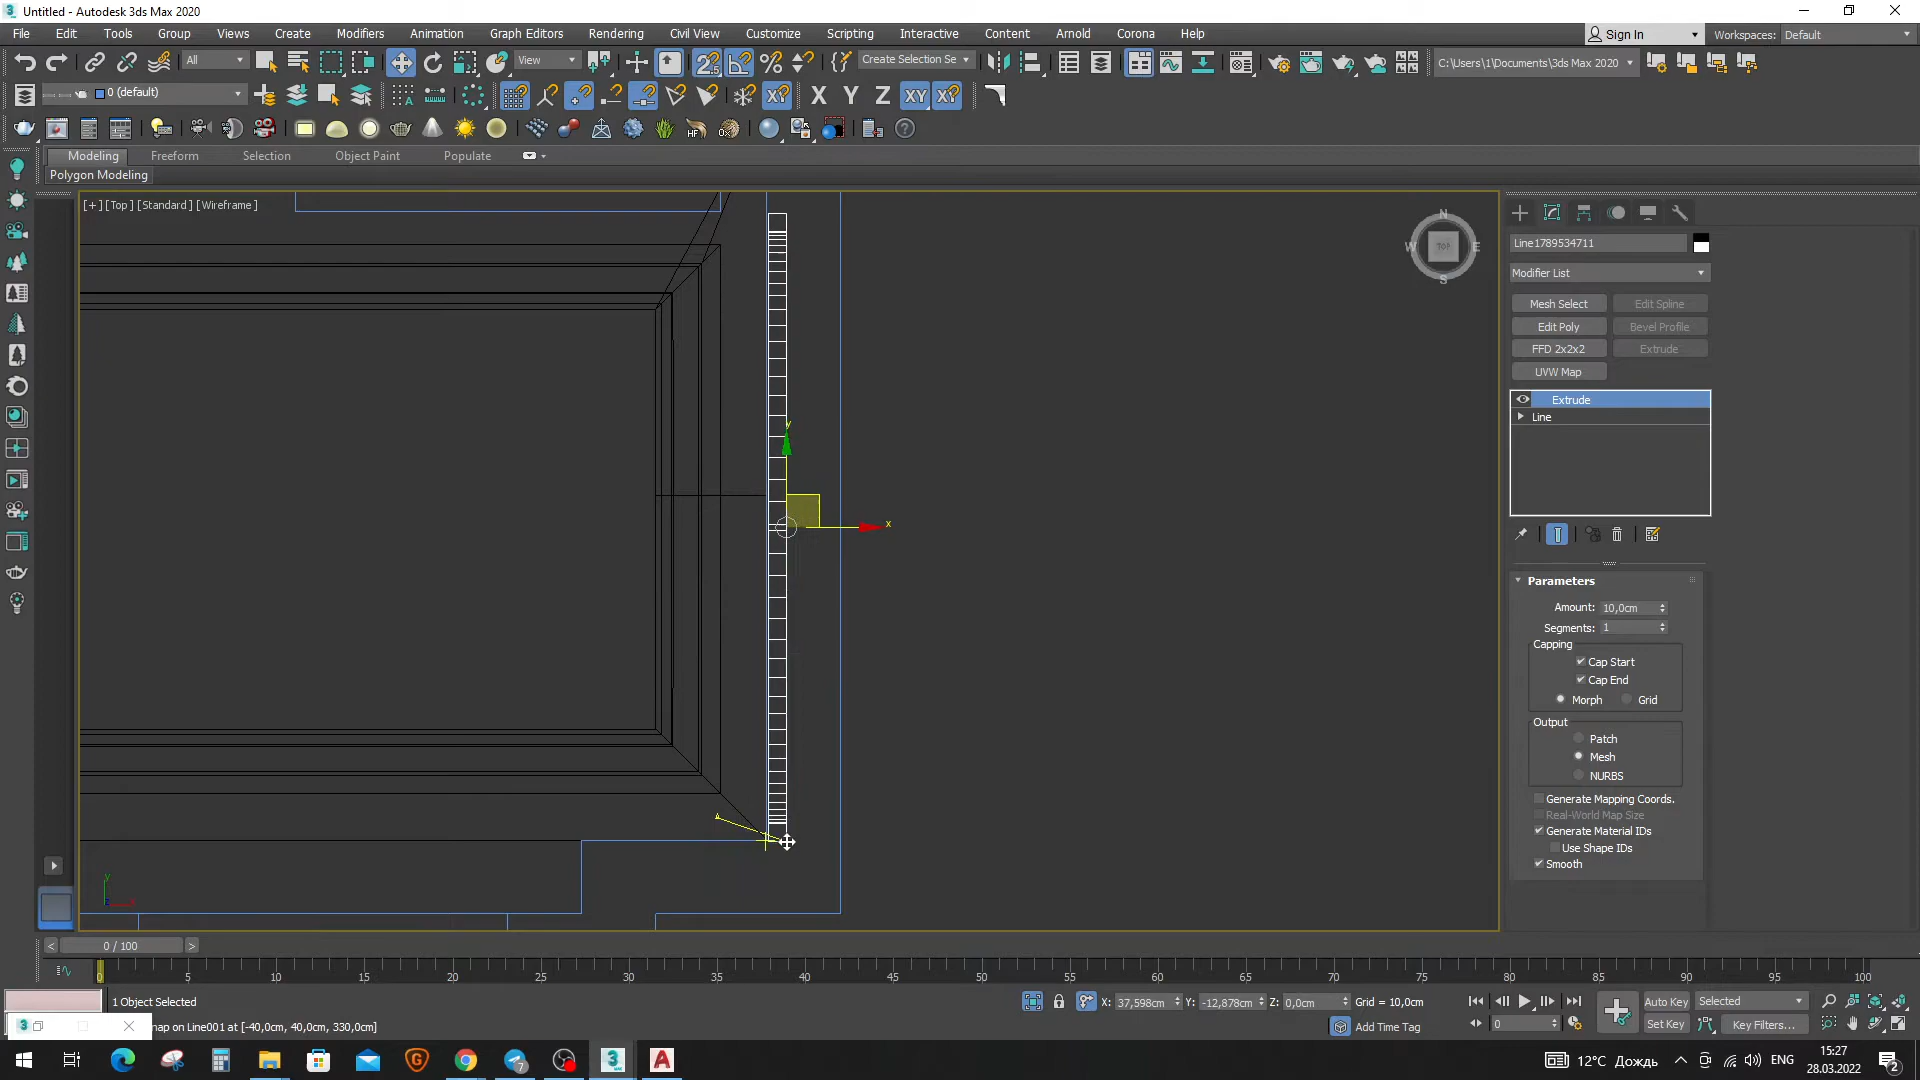 Untitled - Autodesk 3ds Max 2020
File Edit Tools Group Views Create Modifiers Animation Graph Editors Rendering Civil View Customize Scripting Interactive Content Arnold Corona Help
Sign In
Workspaces: Default
All
View
Create Selection Se
C:\Users\1\Documents\3ds Max 2020
0 (default)
X Y Z XY XY
Modeling Freeform Selection Object Paint Populate
Polygon Modeling
[+] [Top] [Standard] [Wireframe]
N
W TOP E
S
y
x
Line1789534711
Modifier List
Mesh Select Edit Spline
Edit Poly Bevel Profile
FFD 2x2x2 Extrude
UVW Map
Extrude
Line
Parameters
Amount: 10,0cm
Segments: 1
Capping
Cap Start
Cap End
Morph Grid
Output
Patch
Mesh
NURBS
Generate Mapping Coords.
Real-World Map Size
Generate Material IDs
Use Shape IDs
Smooth
0 / 100
0 5 10 15 20 25 30 35 40 45 50 55 60 65 70 75 80 85 90 95 100
1 Object Selected
X: 37,598cm Y: -12,878cm Z: 0,0cm Grid = 10,0cm
Auto Key Selected
nap on Line001 at [-40,0cm, 40,0cm, 330,0cm]
Add Time Tag
0
Set Key Key Filters...
12°C Дождь
ENG
15:27
28.03.2022